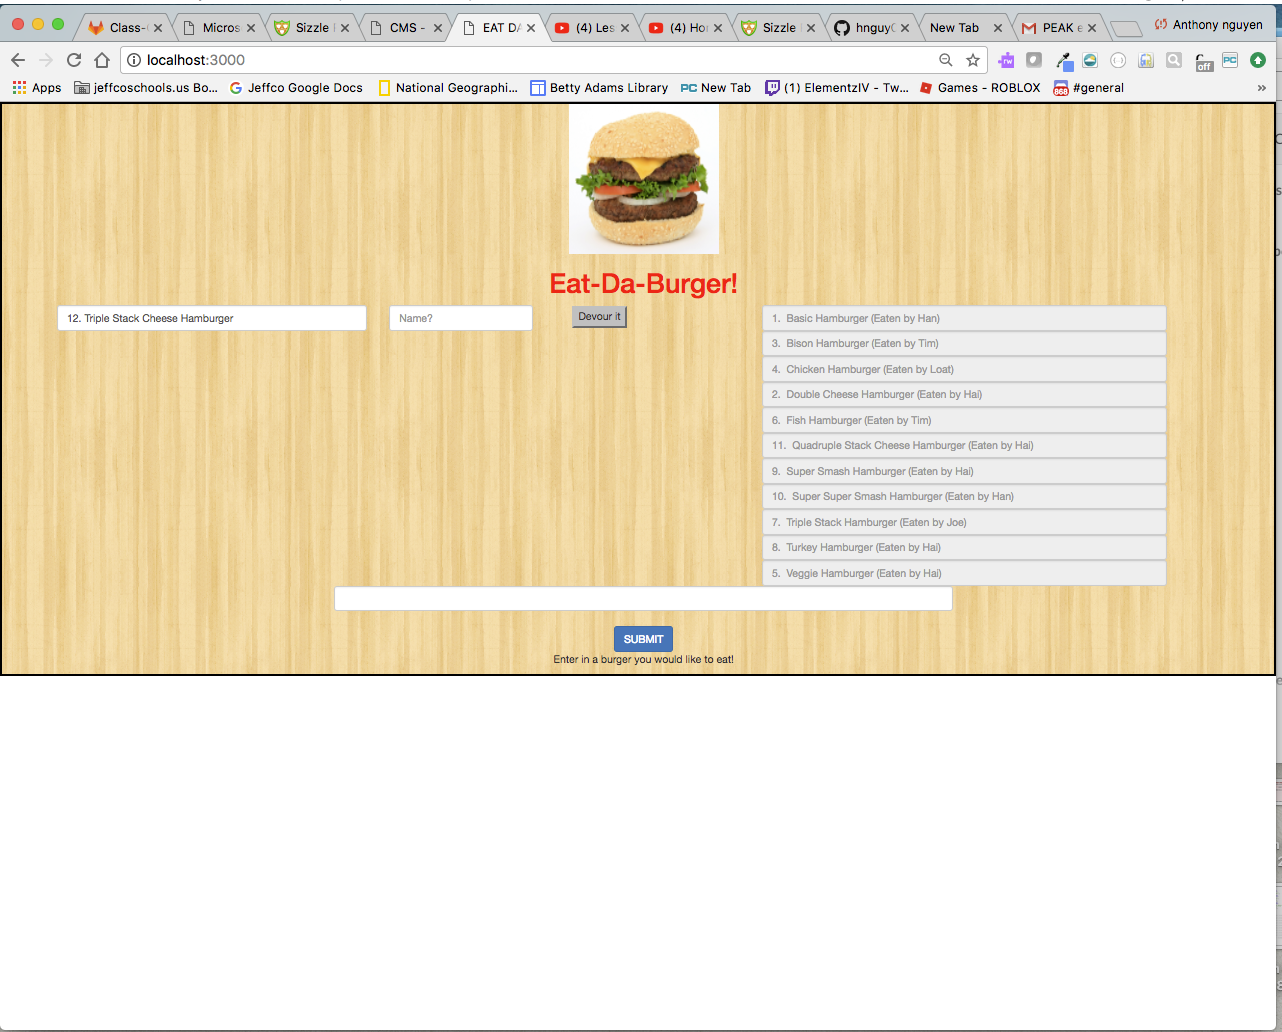 Class-
Micros
Sizzle
CMS -
EAT DA
(4) Les
(4) Ho
Sizzle
hnguy
New Tab
PEAK e
Anthony nguyen
localhost:3000
off
PC
Apps
jeffcoschools.us Bo...
Jeffco Google Docs
National Geographi...
Betty Adams Library
PC New Tab
(1) ElementzIV - Tw...
Games - ROBLOX
868 #general
»
Eat-Da-Burger!
12. Triple Stack Cheese Hamburger
Name?
Devour it
1. Basic Hamburger (Eaten by Han)
3. Bison Hamburger (Eaten by Tim)
4. Chicken Hamburger (Eaten by Loat)
2. Double Cheese Hamburger (Eaten by Hai)
6. Fish Hamburger (Eaten by Tim)
11. Quadruple Stack Cheese Hamburger (Eaten by Hai)
9. Super Smash Hamburger (Eaten by Hai)
10. Super Super Smash Hamburger (Eaten by Han)
7. Triple Stack Hamburger (Eaten by Joe)
8. Turkey Hamburger (Eaten by Hai)
5. Veggie Hamburger (Eaten by Hai)
SUBMIT
Enter in a burger you would like to eat!